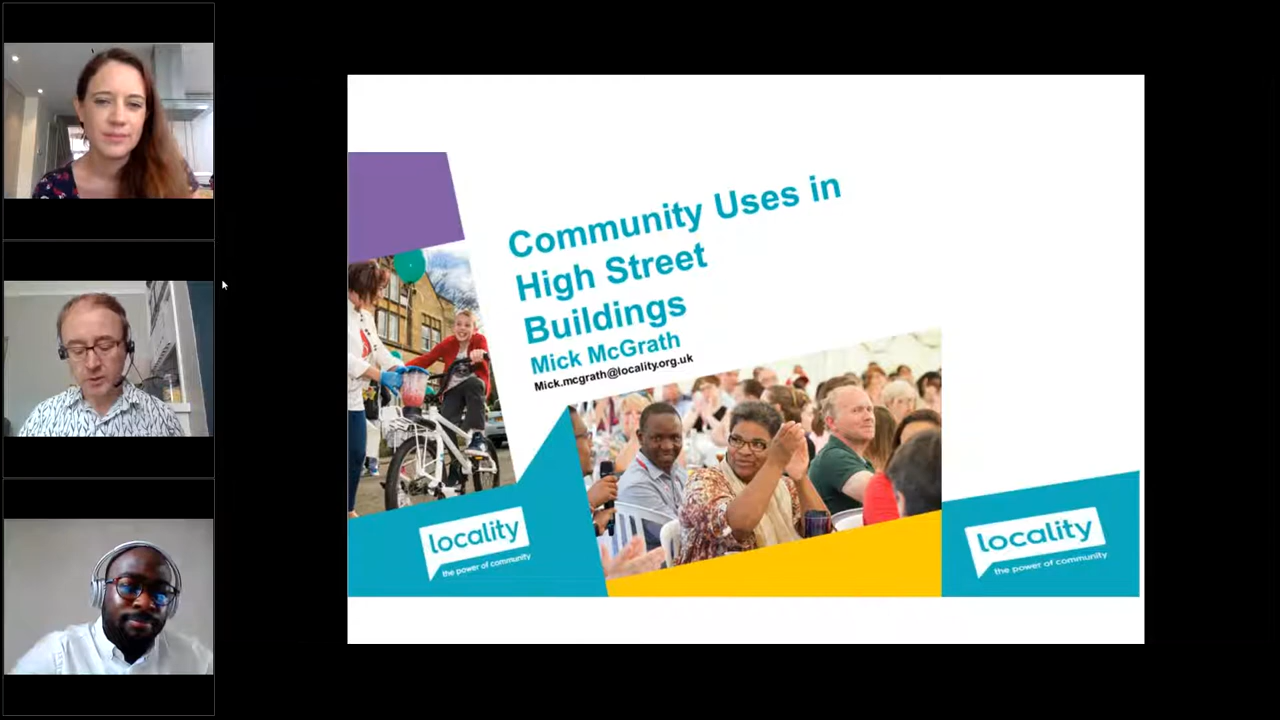 Community Uses in
High Street
Buildings
Mick McGrath
Mick.mcgrath@locality.org.uk
locality
the power of community
locality
the power of community